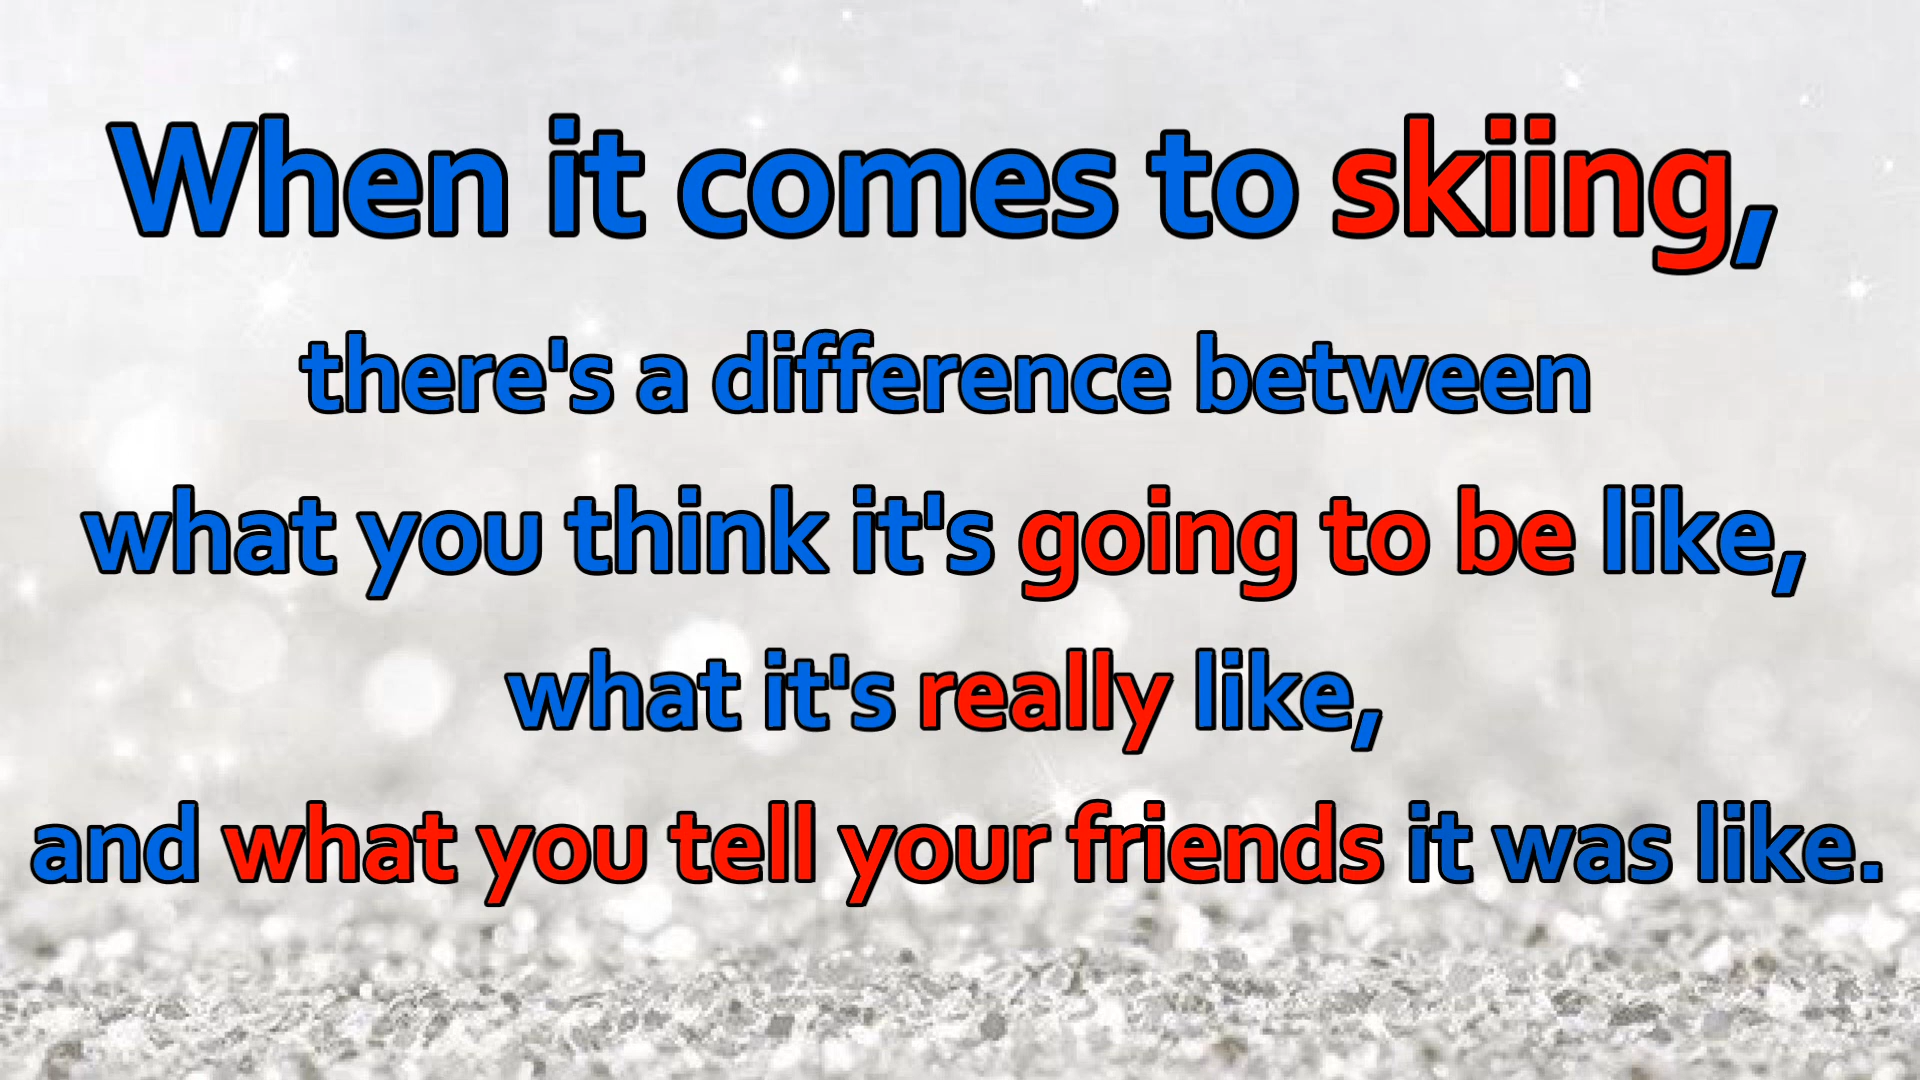 When it comes to skiing,
there's a difference between
what you think it's going to be like,
what it's really like,
and what you tell your friends it was like.